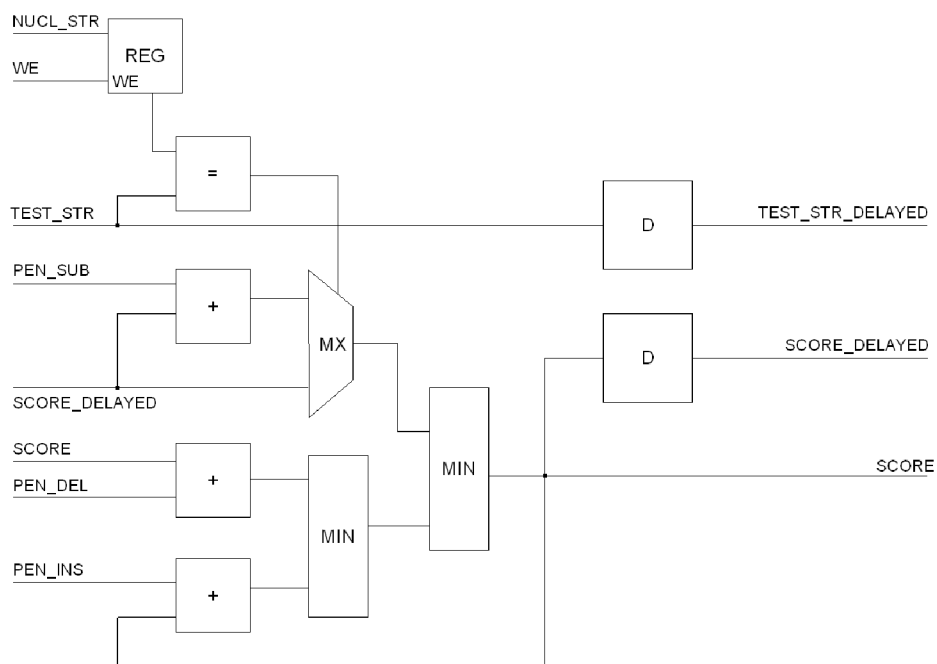 NUCL_STR
REG
WE
WE
=
TEST_STR
D
TEST_STR_DELAYED
PEN_SUB
+
MX
D
SCORE_DELAYED
SCORE_DELAYED
SCORE
+
MIN
SCORE
PEN_DEL
MIN
PEN_INS
+